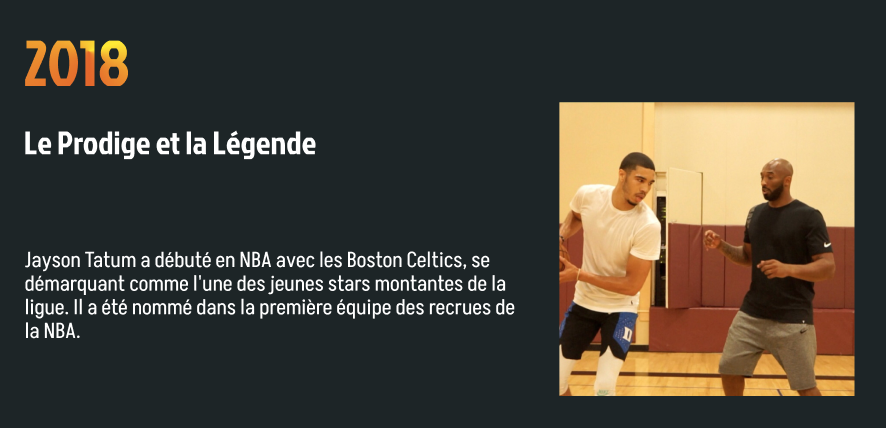 2018
Le Prodige et la Légende
Jayson Tatum a débuté en NBA avec les Boston Celtics, se
démarquant comme l'une des jeunes stars montantes de la
ligue. Il a été nommé dans la première équipe des recrues de
la NBA.